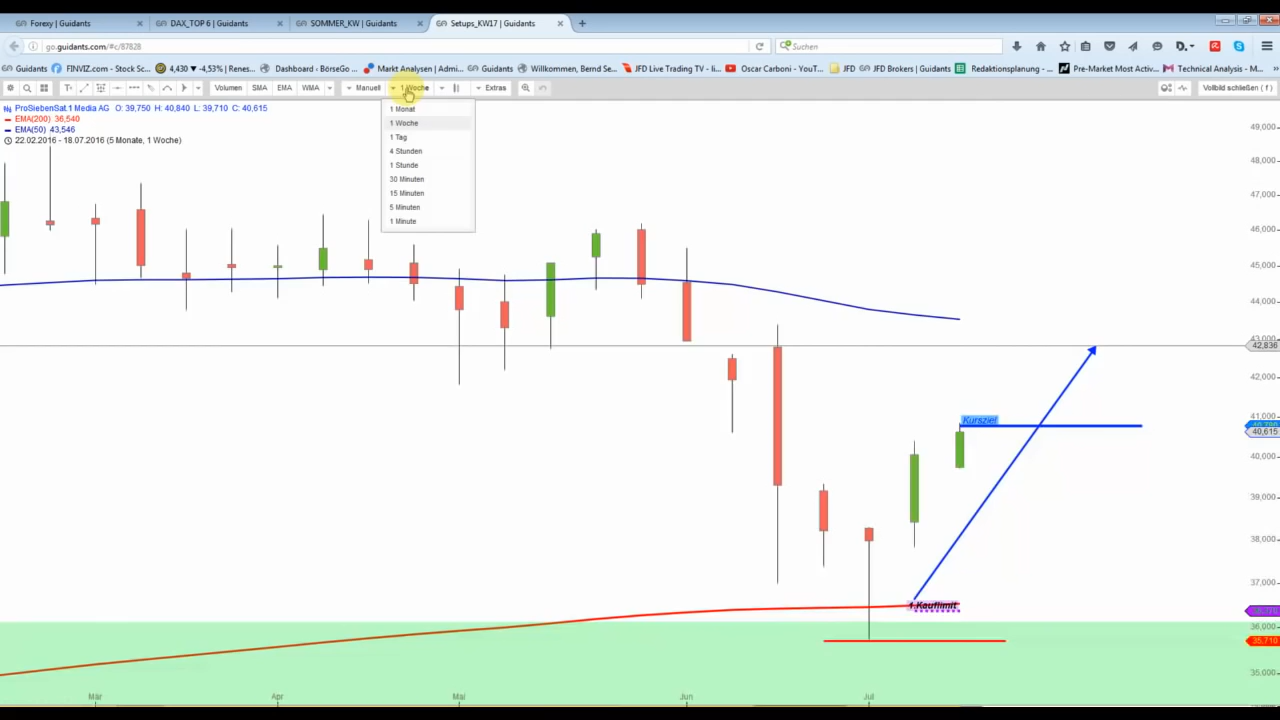 Forexy | Guidants
DAX_TOP 6 | Guidants
SOMMER_KW | Guidants
Setups_KW17 | Guidants
go.guidants.com/#c/87828
Suchen
Guidants
FINVIZ.com - Stock Sc...
4,430 ▼ -4,53% | Renes...
Dashboard - BörseGo ...
Markt Analysen | Admi...
Guidants
Willkommen, Bernd Se...
JFD Live Trading TV - li...
Oscar Carboni - YouT...
JFD
JFD Brokers | Guidants
Redaktionsplanung - ...
Pre-Market Most Activ...
Technical Analysis - ...
Volumen
SMA
EMA
WMA
Manuell
1 Woche
Extras
Vollbild schließen ( f )
ProSiebenSat.1 Media AG O: 39,750 H: 40,840 L: 39,710 C: 40,615
EMA(200) 36,540
EMA(50) 43,546
22.02.2016 - 18.07.2016 (5 Monate, 1 Woche)
1 Monat
1 Woche
1 Tag
4 Stunden
1 Stunde
30 Minuten
15 Minuten
5 Minuten
1 Minute
49,000
48,000
47,000
46,000
45,000
44,000
43,000
42,836
42,000
41,000
Kursziel
40,615
40,000
39,000
38,000
37,000
1.Kauflimit
36,000
35,710
35,000
Mär
Apr
Mai
Jun
Jul